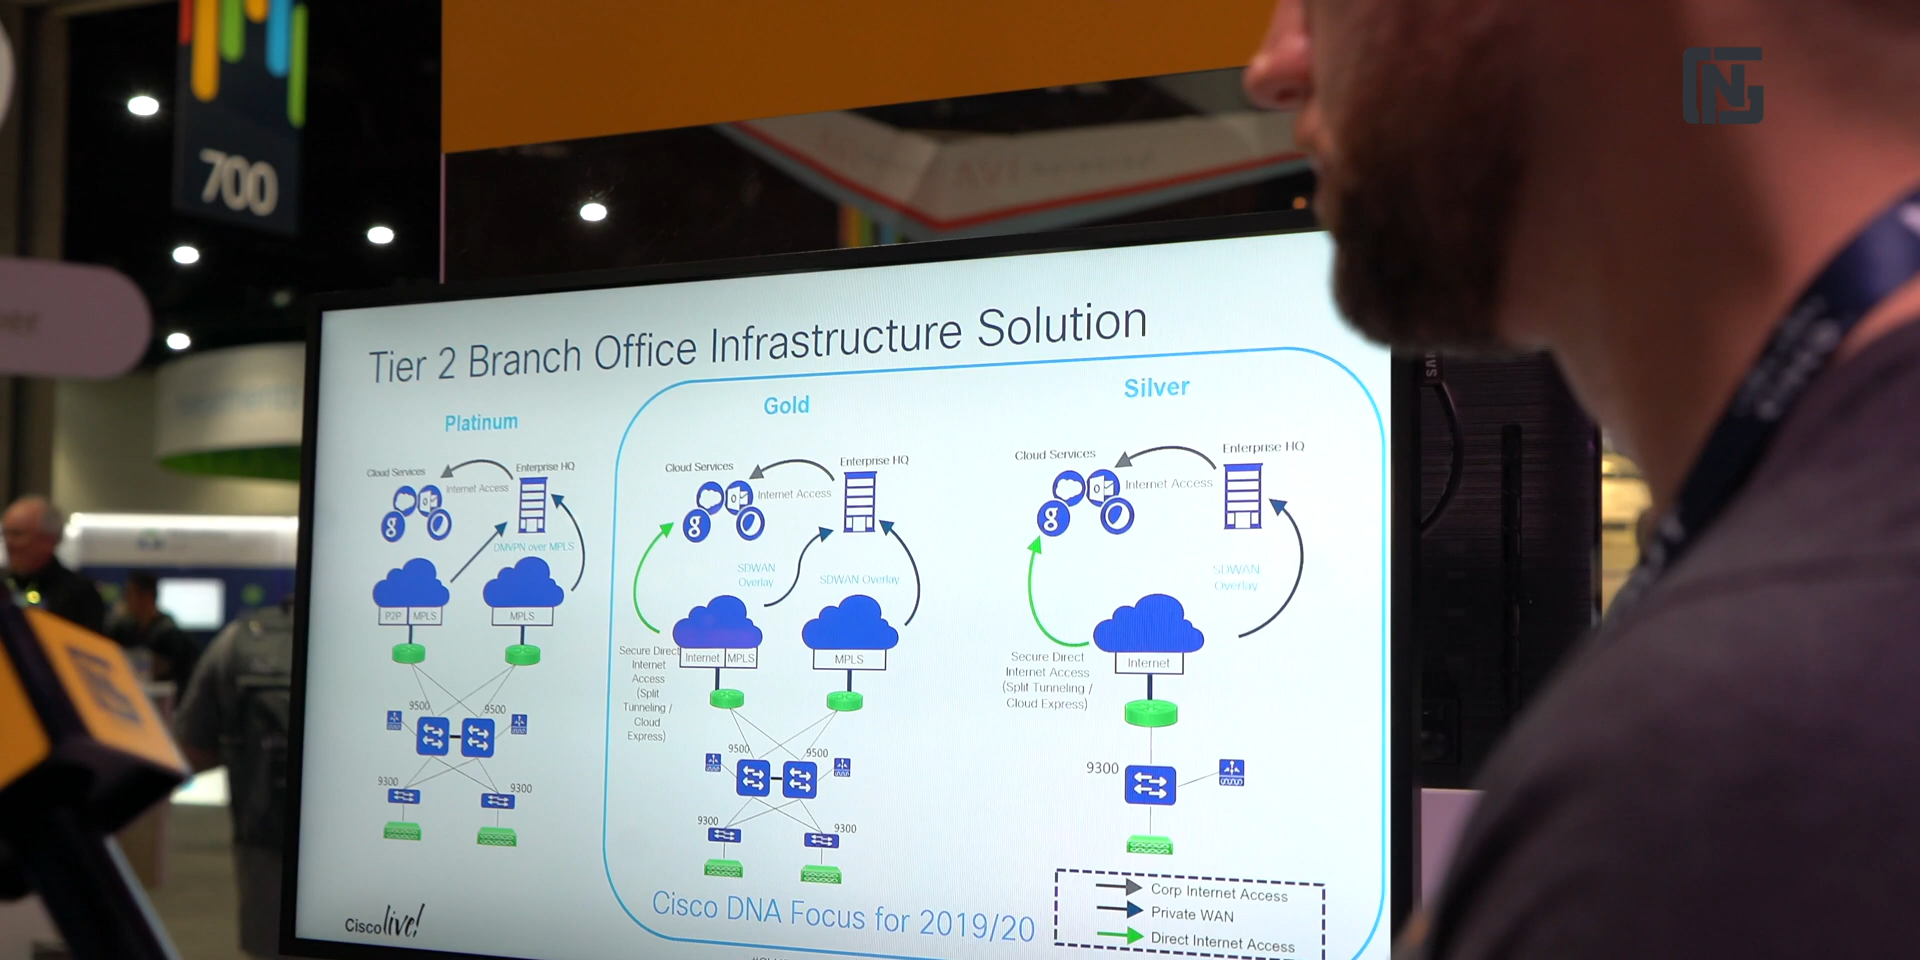 700
Tier 2 Branch Office Infrastructure Solution
Platinum
Cloud Services
Enterprise HQ
Internet Access
g
DMVPN over MPLS
P2P MPLS
MPLS
9500
9500
9300
9300
Gold
Cloud Services
Enterprise HQ
Internet Access
g
SDWAN
Overlay
SDWAN Overlay
Secure Direct
Internet
Access
(Split
Tunneling /
Cloud
Express)
Internet MPLS
MPLS
9500
9500
9300
9300
Silver
Cloud Services
Enterprise HQ
Internet Access
g
SDWAN
Overlay
Secure Direct
Internet Access
(Split Tunneling /
Cloud Express)
Internet
9300
Cisco DNA Focus for 2019/20
Corp Internet Access
Private WAN
Direct Internet Access
Cisco live!